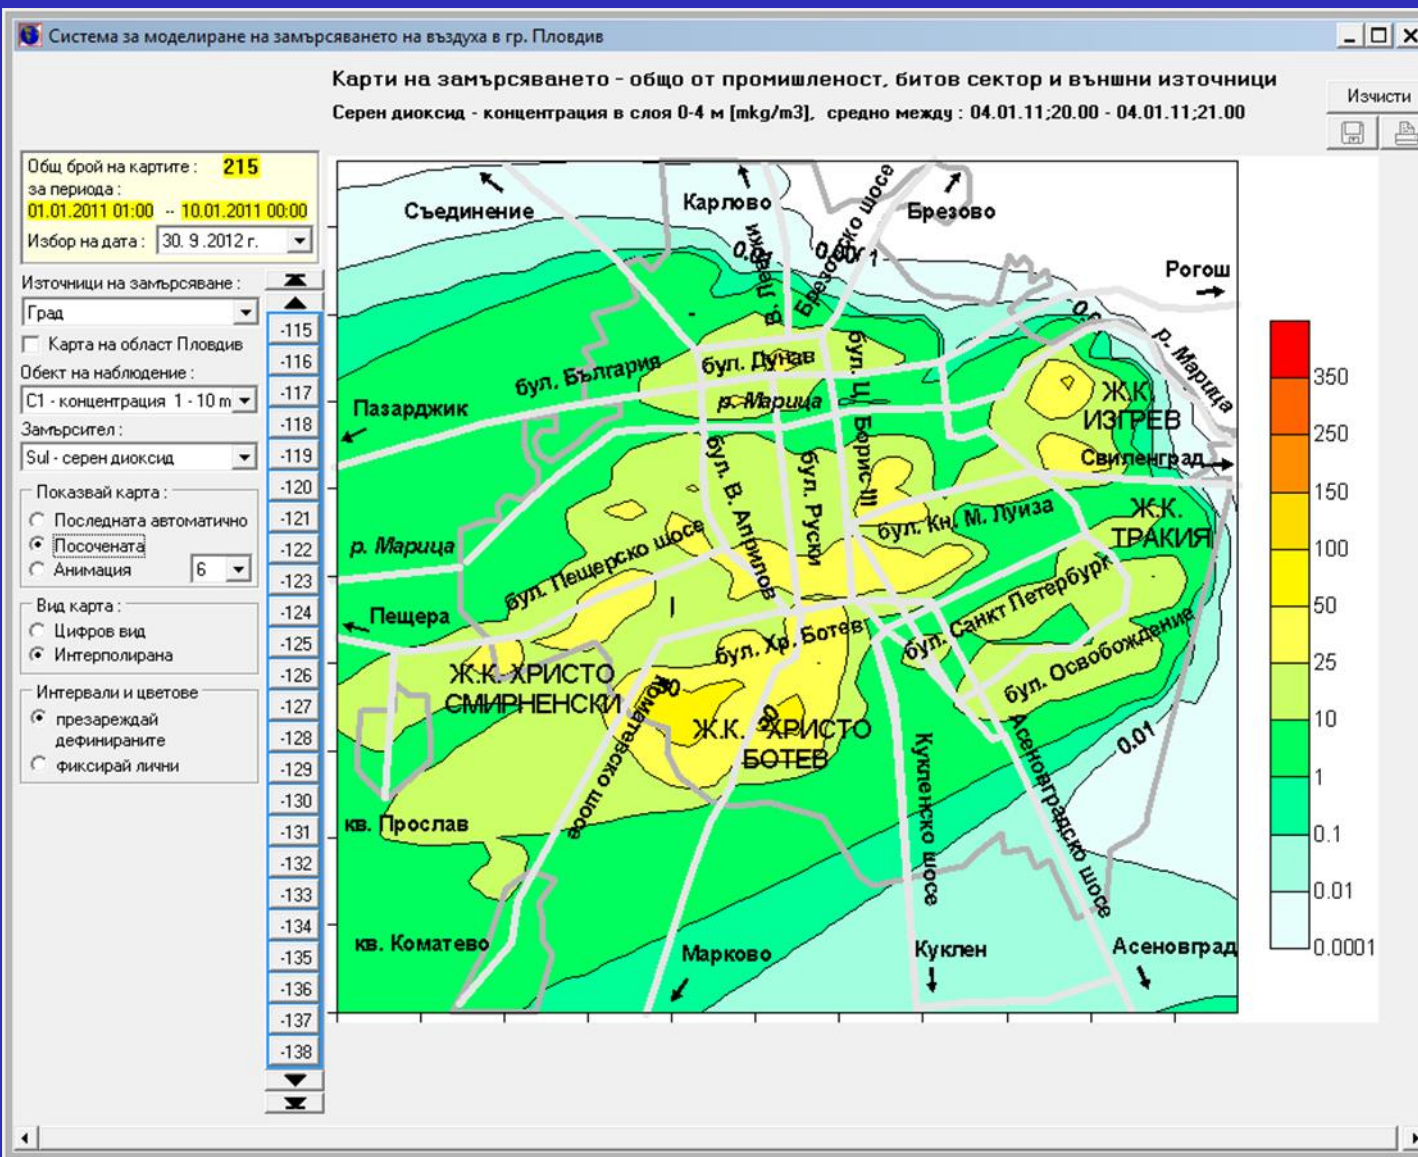 Система за моделиране на замърсяването на въздуха в гр. Пловдив
Карти на замърсяването - общо от промишленост, битов сектор и външни източници
Серен диоксид - концентрация в слоя 0-4 м [mkg/m3], средно между : 04.01.11;20.00 - 04.01.11;21.00
Изчисти
Общ брой на картите : 215
за периода :
01.01.2011 01:00 -- 10.01.2011 00:00
Избор на дата : 30. 9 .2012 г.
Източници на замърсяване :
Град
Карта на област Пловдив
Обект на наблюдение :
C1 - концентрация 1 - 10 m
Замърсител :
Sul - серен диоксид
Показвай карта :
Последната автоматично
Посочената
Анимация 6
Вид карта :
Цифров вид
Интерполирана
Интервали и цветове
презареждай
дефинираните
фиксирай лични
-115
-116
-117
-118
-119
-120
-121
-122
-123
-124
-125
-126
-127
-128
-129
-130
-131
-132
-133
-134
-135
-136
-137
-138
Съединение
Карлово
Брезово
Рогош
Брезовско шосе
р. Марица
бул. България
бул. Дунав
бул. Ц. Борис III
Пазарджик
р. Марица
Ж.К.
ИЗГРЕВ
Свиленград
бул. В. Априлов
бул. Руски
бул. Кн. М. Луиза
Ж.К.
ТРАКИЯ
р. Марица
бул. Пещерско шосе
Пещера
бул. Хр. Ботев
бул. Санкт Петербург
бул. Освобождение
Ж.К. ХРИСТО
СМИРНЕНСКИ
Коматевско шосе
Ж.К. ХРИСТО
БОТЕВ
50
Кукленско шосе
Асеновградско шосе
0.01
кв. Прослав
кв. Коматево
Марково
Куклен
Асеновград
350
250
150
100
50
25
10
1
0.1
0.01
0.0001